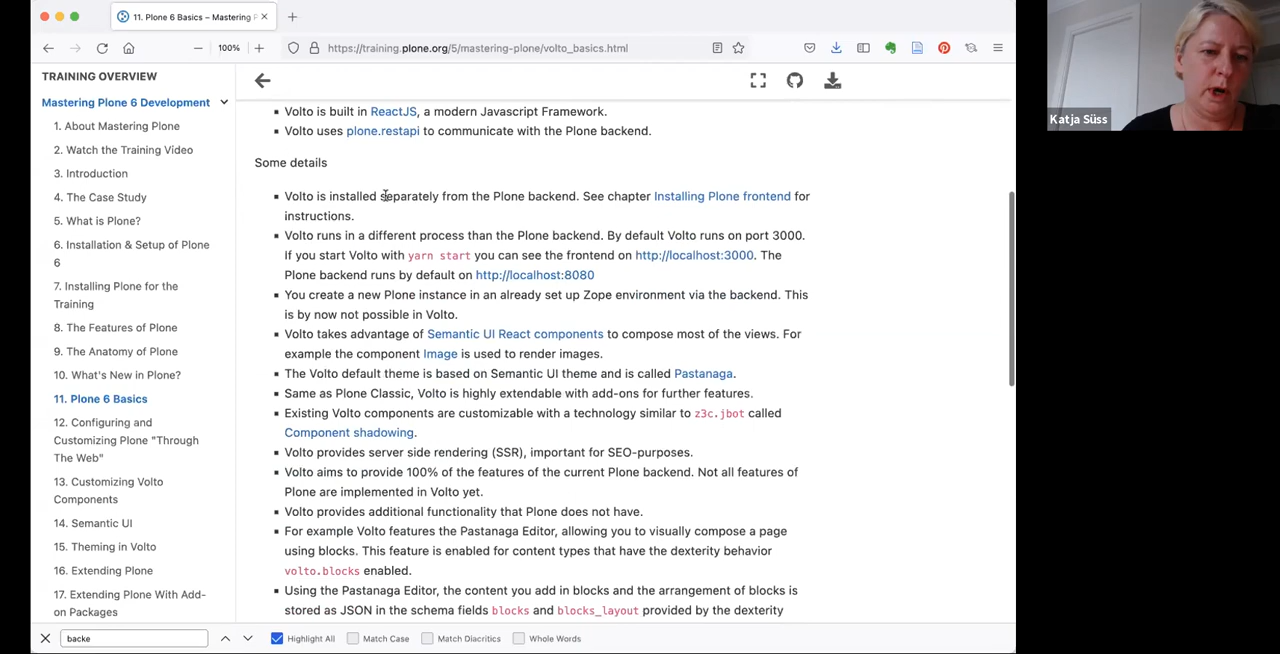 11. Plone 6 Basics – Mastering P
100%
https://training.plone.org/5/mastering-plone/volto_basics.html
TRAINING OVERVIEW
Mastering Plone 6 Development
1. About Mastering Plone
2. Watch the Training Video
3. Introduction
4. The Case Study
5. What is Plone?
6. Installation & Setup of Plone
6
7. Installing Plone for the
Training
8. The Features of Plone
9. The Anatomy of Plone
10. What's New in Plone?
11. Plone 6 Basics
12. Configuring and
Customizing Plone "Through
The Web"
13. Customizing Volto
Components
14. Semantic UI
15. Theming in Volto
16. Extending Plone
17. Extending Plone With Add-
on Packages
Volto is built in ReactJS, a modern Javascript Framework.
Volto uses plone.restapi to communicate with the Plone backend.
Some details
Volto is installed separately from the Plone backend. See chapter Installing Plone frontend for
instructions.
Volto runs in a different process than the Plone backend. By default Volto runs on port 3000.
If you start Volto with yarn start you can see the frontend on http://localhost:3000. The
Plone backend runs by default on http://localhost:8080
You create a new Plone instance in an already set up Zope environment via the backend. This
is by now not possible in Volto.
Volto takes advantage of Semantic UI React components to compose most of the views. For
example the component Image is used to render images.
The Volto default theme is based on Semantic UI theme and is called Pastanaga.
Same as Plone Classic, Volto is highly extendable with add-ons for further features.
Existing Volto components are customizable with a technology similar to z3c.jbot called
Component shadowing.
Volto provides server side rendering (SSR), important for SEO-purposes.
Volto aims to provide 100% of the features of the current Plone backend. Not all features of
Plone are implemented in Volto yet.
Volto provides additional functionality that Plone does not have.
For example Volto features the Pastanaga Editor, allowing you to visually compose a page
using blocks. This feature is enabled for content types that have the dexterity behavior
volto.blocks enabled.
Using the Pastanaga Editor, the content you add in blocks and the arrangement of blocks is
stored as JSON in the schema fields blocks and blocks_layout provided by the dexterity
backe
Highlight All
Match Case
Match Diacritics
Whole Words
Katja Süss